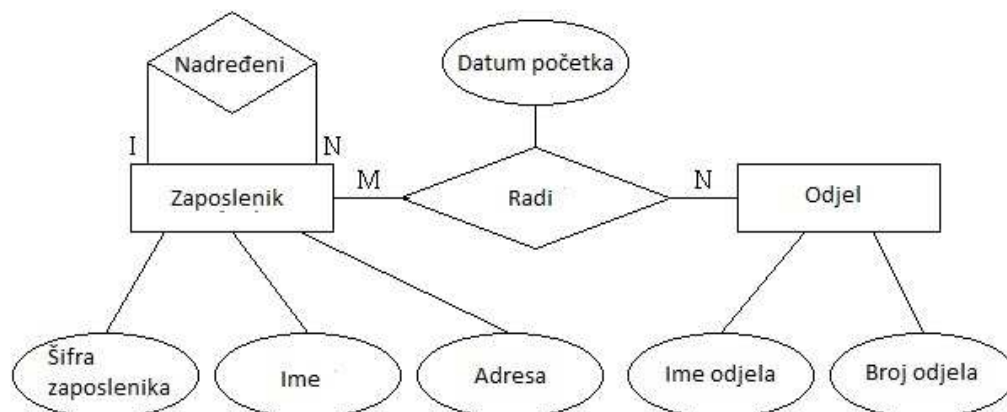 Nadređeni
Datum početka
I
N
Zaposlenik
M
Radi
N
Odjel
Šifra
zaposlenika
Ime
Adresa
Ime odjela
Broj odjela